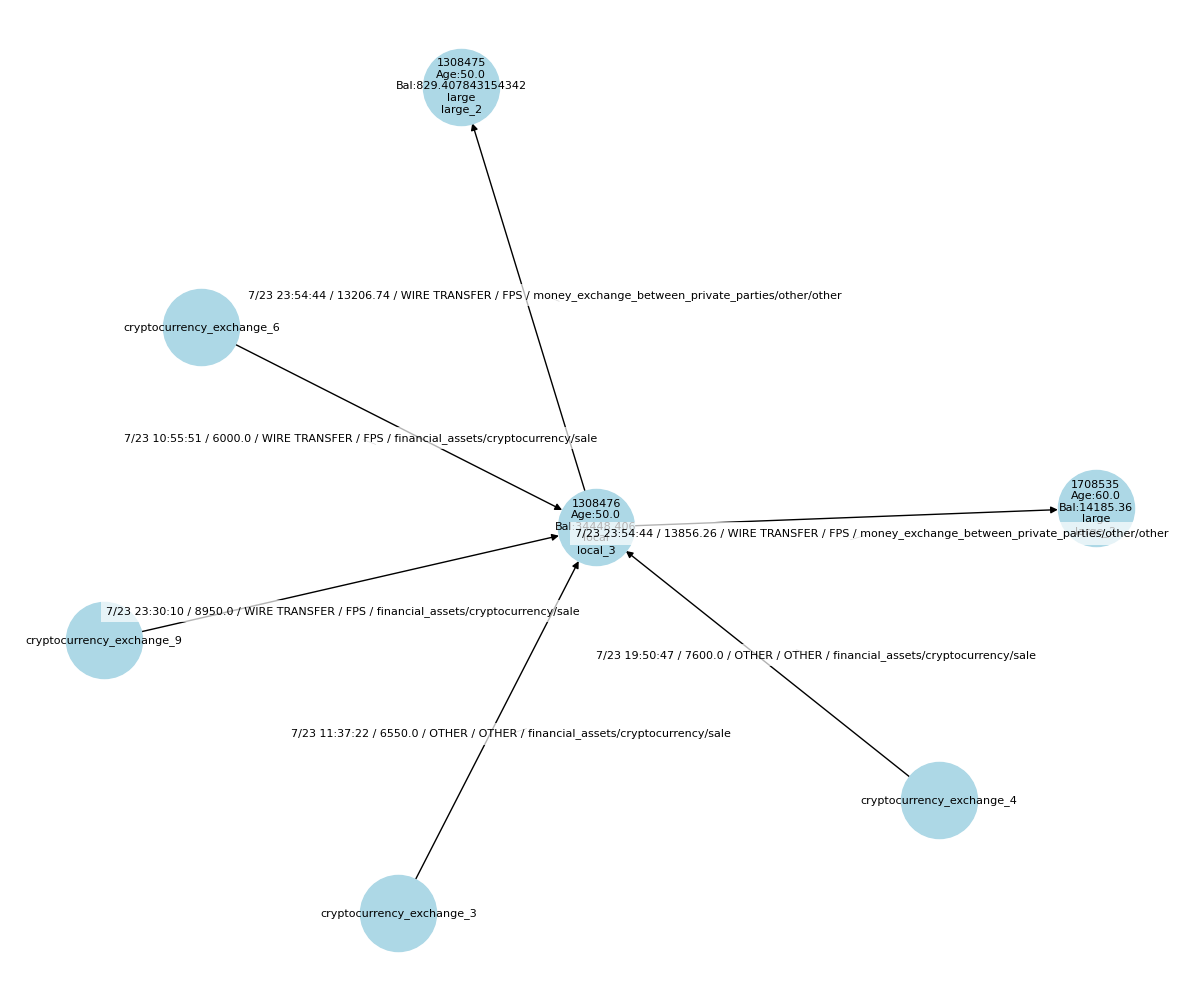 1308475
Age:50.0
Bal:829.407843154342
large
large_2
7/23 23:54:44 / 13206.74 / WIRE TRANSFER / FPS / money_exchange_between_private_parties/other/other
cryptocurrency_exchange_6
7/23 10:55:51 / 6000.0 / WIRE TRANSFER / FPS / financial_assets/cryptocurrency/sale
1308476
Age:50.0
local_3
1708535
Age:60.0
Bal:14185.36
large
7/23 23:54:44 / 13856.26 / WIRE TRANSFER / FPS / money_exchange_between_private_parties/other/other
7/23 23:30:10 / 8950.0 / WIRE TRANSFER / FPS / financial_assets/cryptocurrency/sale
cryptocurrency_exchange_9
7/23 19:50:47 / 7600.0 / OTHER / OTHER / financial_assets/cryptocurrency/sale
7/23 11:37:22 / 6550.0 / OTHER / OTHER / financial_assets/cryptocurrency/sale
cryptocurrency_exchange_4
cryptocurrency_exchange_3